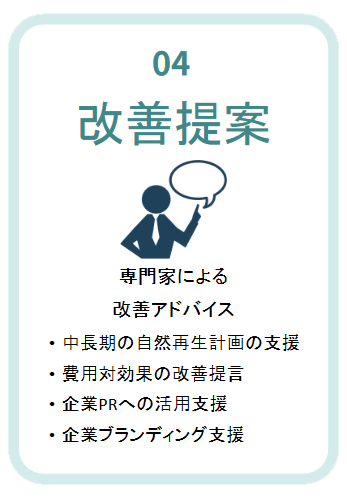 04
改善提案
専門家による
改善アドバイス
・中長期の自然再生計画の支援
・費用対効果の改善提言
・企業PRへの活用支援
・企業ブランディング支援